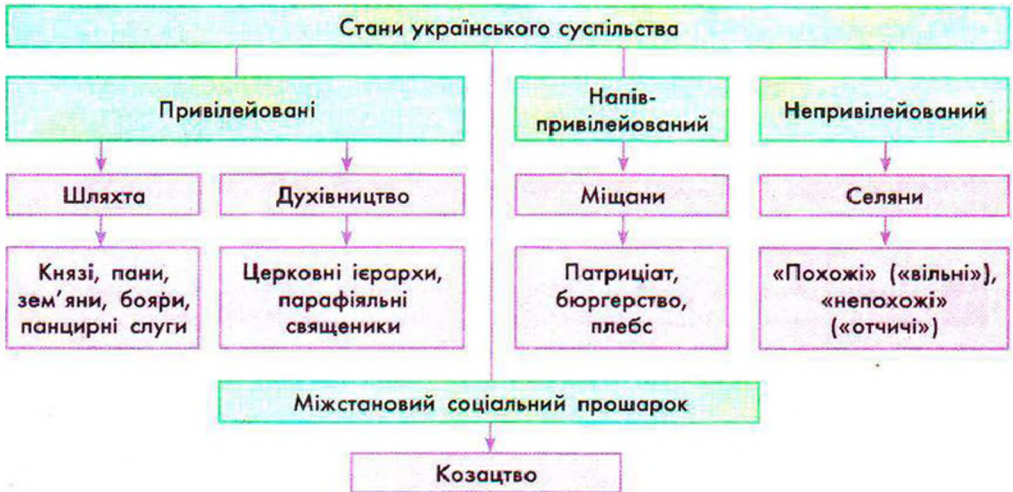 Стани українського суспільства
Привілейовані
Напів-
привілейований
Непривілейований
Шляхта
Духівництво
Міщани
Селяни
Князі, пани,
зем'яни, бояри,
панцирні слуги
Церковні ієрархи,
парафіяльні
священики
Патриціат,
бюргерство,
плебс
«Похожі» («вільні»),
«непохожі»
(«отчичі»)
Міжстановий соціальний прошарок
Козацтво